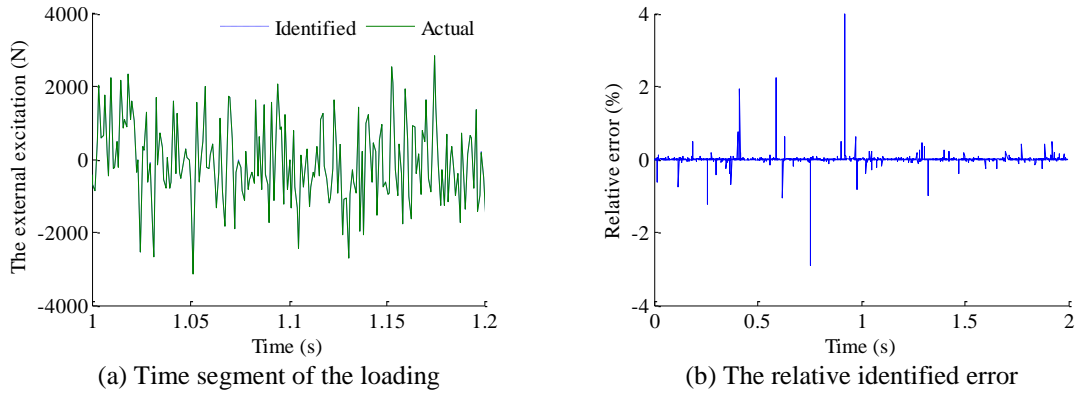 The external excitation (N)
4000
2000
0
-2000
-4000
Identified
Actual
1
1.05
1.1
1.15
1.2
Time (s)
(a) Time segment of the loading
Relative error (%)
4
2
0
-2
-4
0
0.5
1
1.5
2
Time (s)
(b) The relative identified error